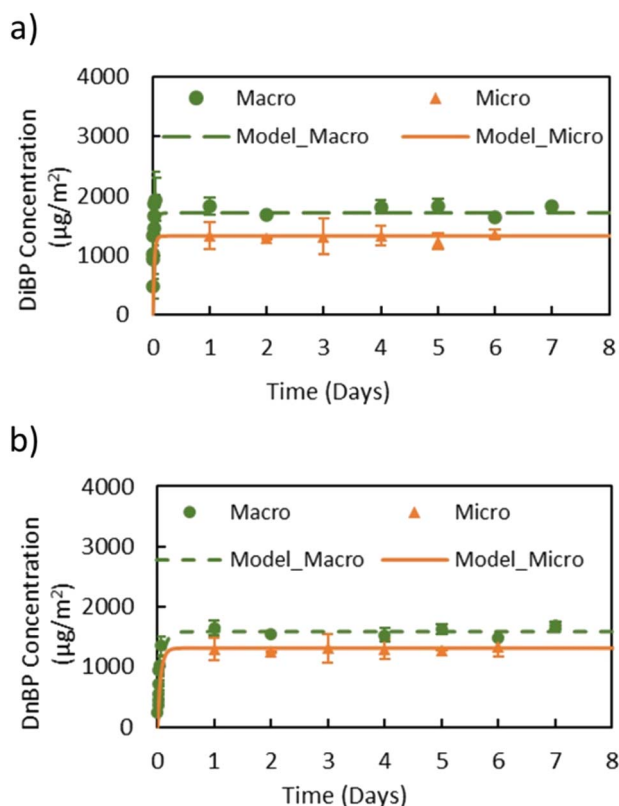 a)
4000
3000
2000
1000
0
DiBP Concentration
(µg/m²)
Macro Micro
Model_Macro Model_Micro
0 1 2 3 4 5 6 7 8
Time (Days)
b)
4000
3000
2000
1000
0
DnBP Concentration
(µg/m²)
Macro Micro
Model_Macro Model_Micro
0 1 2 3 4 5 6 7 8
Time (Days)